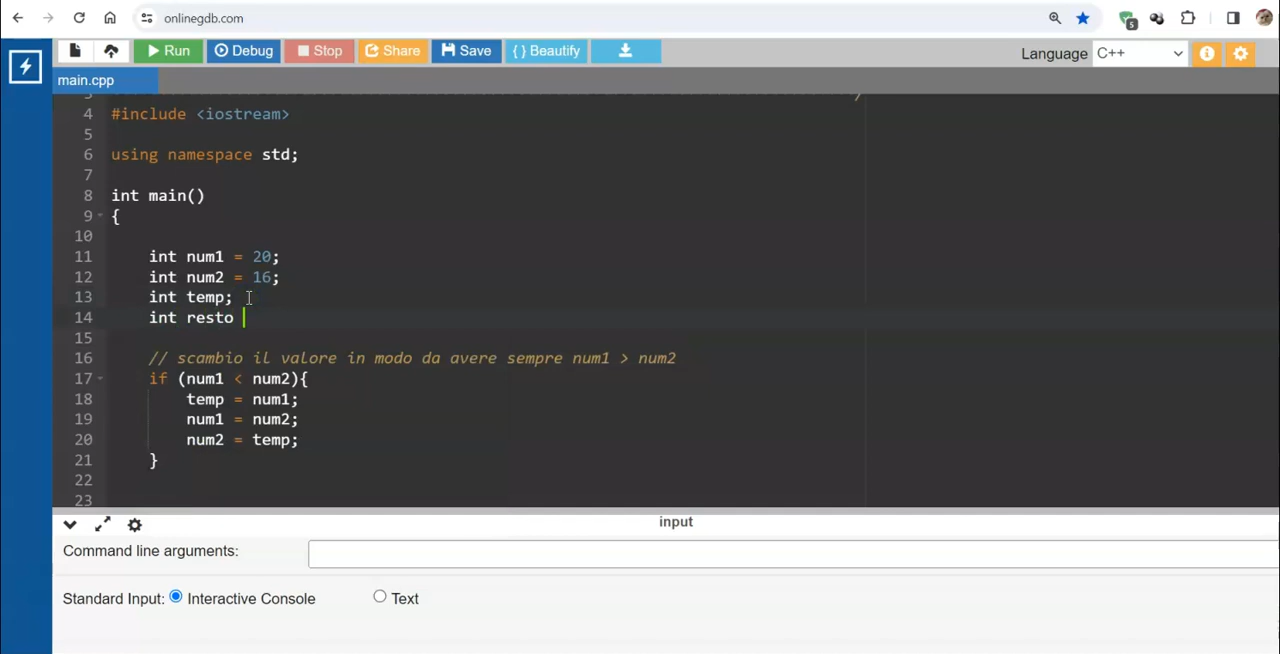 onlinegdb.com
5
Run Debug Stop Share Save { } Beautify Language C++
main.cpp
3 /
4 #include <iostream>
5
6 using namespace std;
7
8 int main()
9 {
10
11 int num1 = 20;
12 int num2 = 16;
13 int temp;
14 int resto
15
16 // scambio il valore in modo da avere sempre num1 > num2
17 if (num1 < num2){
18 temp = num1;
19 num1 = num2;
20 num2 = temp;
21 }
22
23
input
Command line arguments:
Standard Input: Interactive Console Text